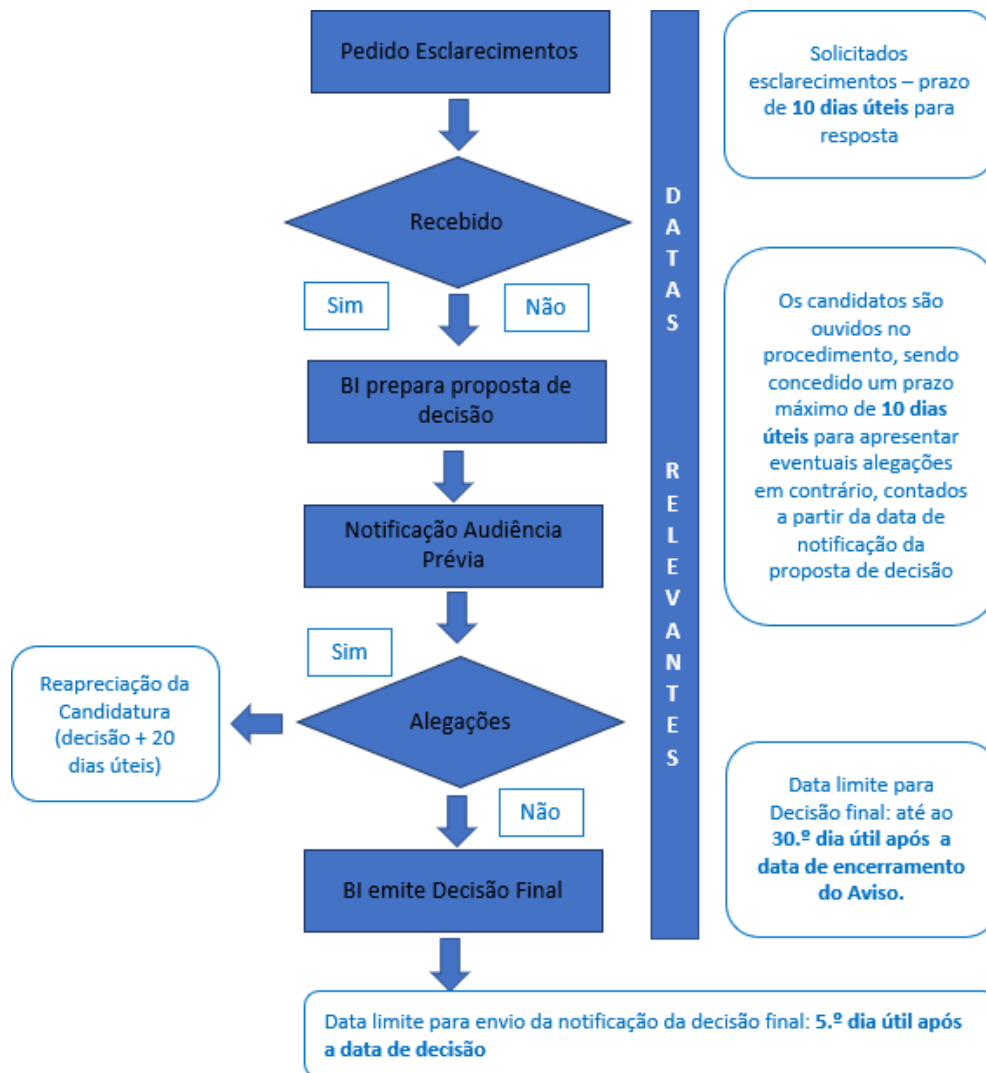 Pedido Esclarecimentos
Solicitados
esclarecimentos – prazo
de 10 dias úteis para
resposta
Recebido
Sim
Não
BI prepara proposta de
decisão
Notificação Audiência
Prévia
DATAS RELEVANTES
Os candidatos são
ouvidos no
procedimento, sendo
concedido um prazo
máximo de 10 dias
úteis para apresentar
eventuais alegações
em contrário, contados
a partir da data de
notificação da
proposta de decisão
Sim
Alegações
Reapreciação da
Candidatura
(decisão + 20
dias úteis)
Não
BI emite Decisão Final
Data limite para
Decisão final: até ao
30.º dia útil após a
data de encerramento
do Aviso.
Data limite para envio da notificação da decisão final: 5.º dia útil após
a data de decisão